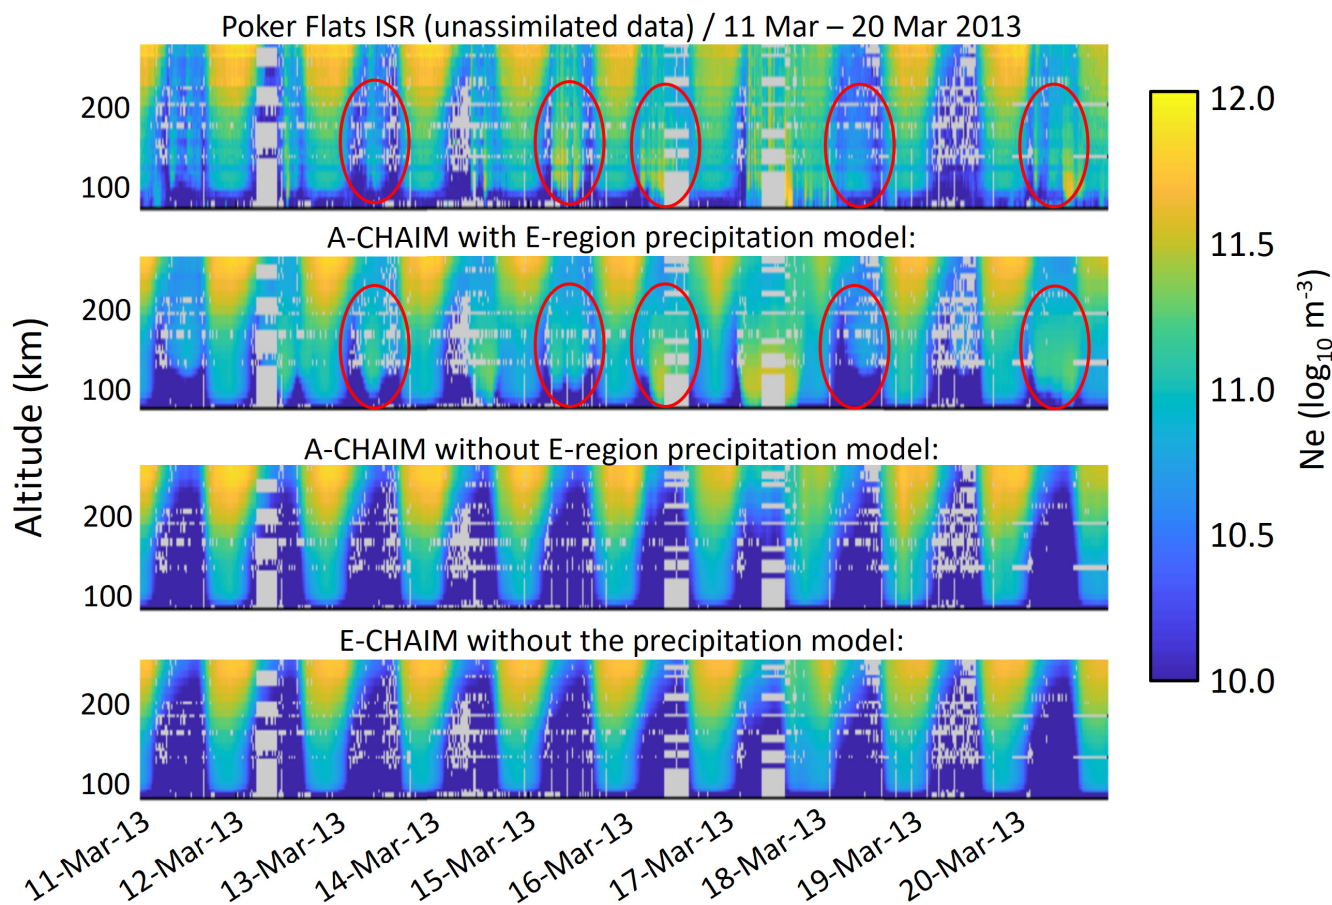 Poker Flats ISR (unassimilated data) / 11 Mar – 20 Mar 2013
200
100
A-CHAIM with E-region precipitation model:
200
100
A-CHAIM without E-region precipitation model:
200
100
E-CHAIM without the precipitation model:
200
100
Altitude (km)
11-Mar-13
12-Mar-13
13-Mar-13
14-Mar-13
15-Mar-13
16-Mar-13
17-Mar-13
18-Mar-13
19-Mar-13
20-Mar-13
12.0
11.5
11.0
10.5
10.0
Ne (log₁₀ m⁻³)